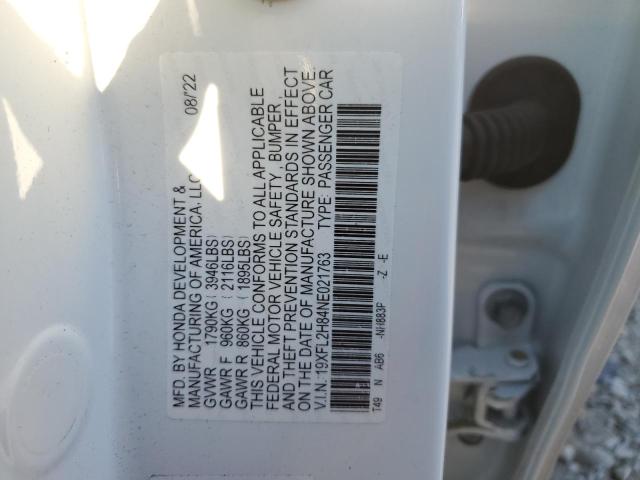 MFD. BY HONDA DEVELOPMENT &
MANUFACTURING OF AMERICA, LLC 08/'22
GVWR 1790KG (3946LBS)
GAWR F 960KG (2116LBS)
GAWR R 860KG (1895LBS)
THIS VEHICLE CONFORMS TO ALL APPLICABLE
FEDERAL MOTOR VEHICLE SAFETY, BUMPER,
AND THEFT PREVENTION STANDARDS IN EFFECT
ON THE DATE OF MANUFACTURE SHOWN ABOVE.
V.I.N.: 19XFL2H84NE021763 TYPE: PASSENGER CAR
T49 N AB6 -NH883P -Z -E